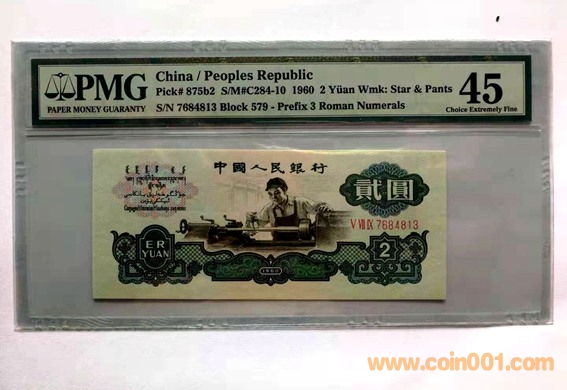 PMG
PAPER MONEY GUARANTY
China / Peoples Republic
Pick# 875b2 S/M#C284-10 1960 2 Yüan Wmk: Star & Pants
S/N 7684813 Block 579 - Prefix 3 Roman Numerals
45
Choice Extremely Fine
中國人民銀行
貳圓
V VII IX 7684813
ER
YUAN
1960
2
www.coin001.com